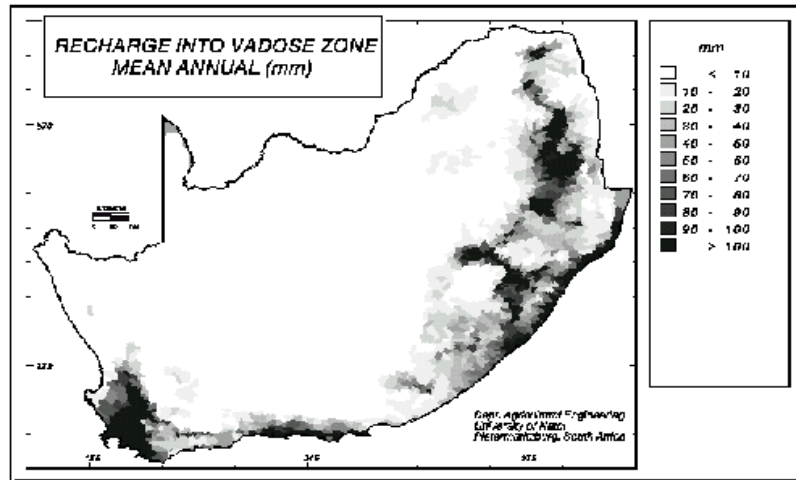 RECHARGE INTO VADOSE ZONE
MEAN ANNUAL (mm)
mm
< 10
10 - 20
20 - 30
30 - 40
40 - 50
50 - 60
60 - 70
70 - 80
80 - 90
90 - 100
> 100
Dept. Agricultural Engineering
University of Natal
Pietermaritzburg, South Africa